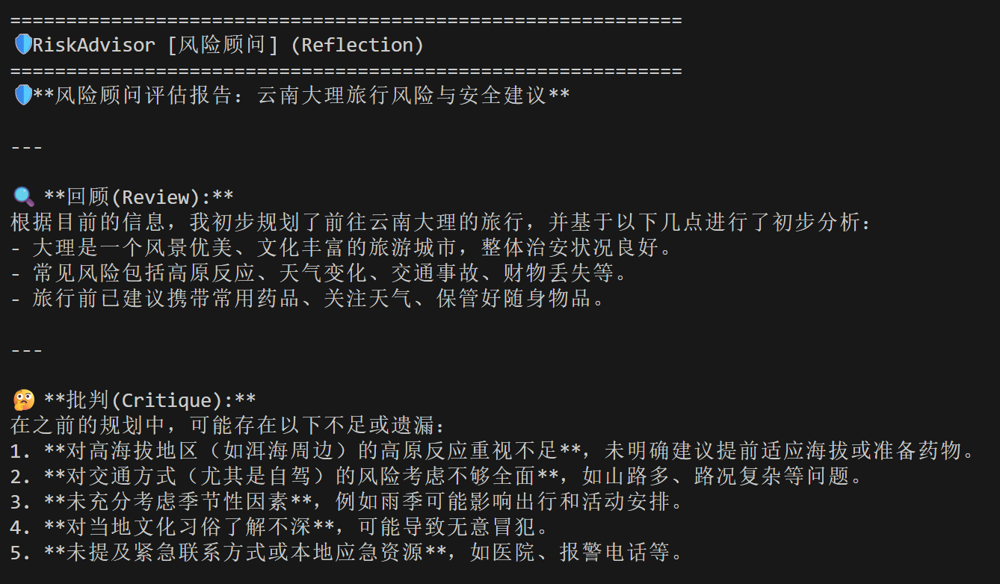 ============================================================
🛡️RiskAdvisor [风险顾问] (Reflection)
============================================================
🛡️**风险顾问评估报告：云南大理旅行风险与安全建议**
---
🔍 **回顾(Review):**
根据目前的信息，我初步规划了前往云南大理的旅行，并基于以下几点进行了初步分析：
- 大理是一个风景优美、文化丰富的旅游城市，整体治安状况良好。
- 常见风险包括高原反应、天气变化、交通事故、财物丢失等。
- 旅行前已建议携带常用药品、关注天气、保管好随身物品。
---
🤔 **批判(Critique):**
在之前的规划中，可能存在以下不足或遗漏：
1. **对高海拔地区（如洱海周边）的高原反应重视不足**，未明确建议提前适应海拔或准备药物。
2. **对交通方式（尤其是自驾）的风险考虑不够全面**，如山路多、路况复杂等问题。
3. **未充分考虑季节性因素**，例如雨季可能影响出行和活动安排。
4. **对当地文化习俗了解不深**，可能导致无意冒犯。
5. **未提及紧急联系方式或本地应急资源**，如医院、报警电话等。